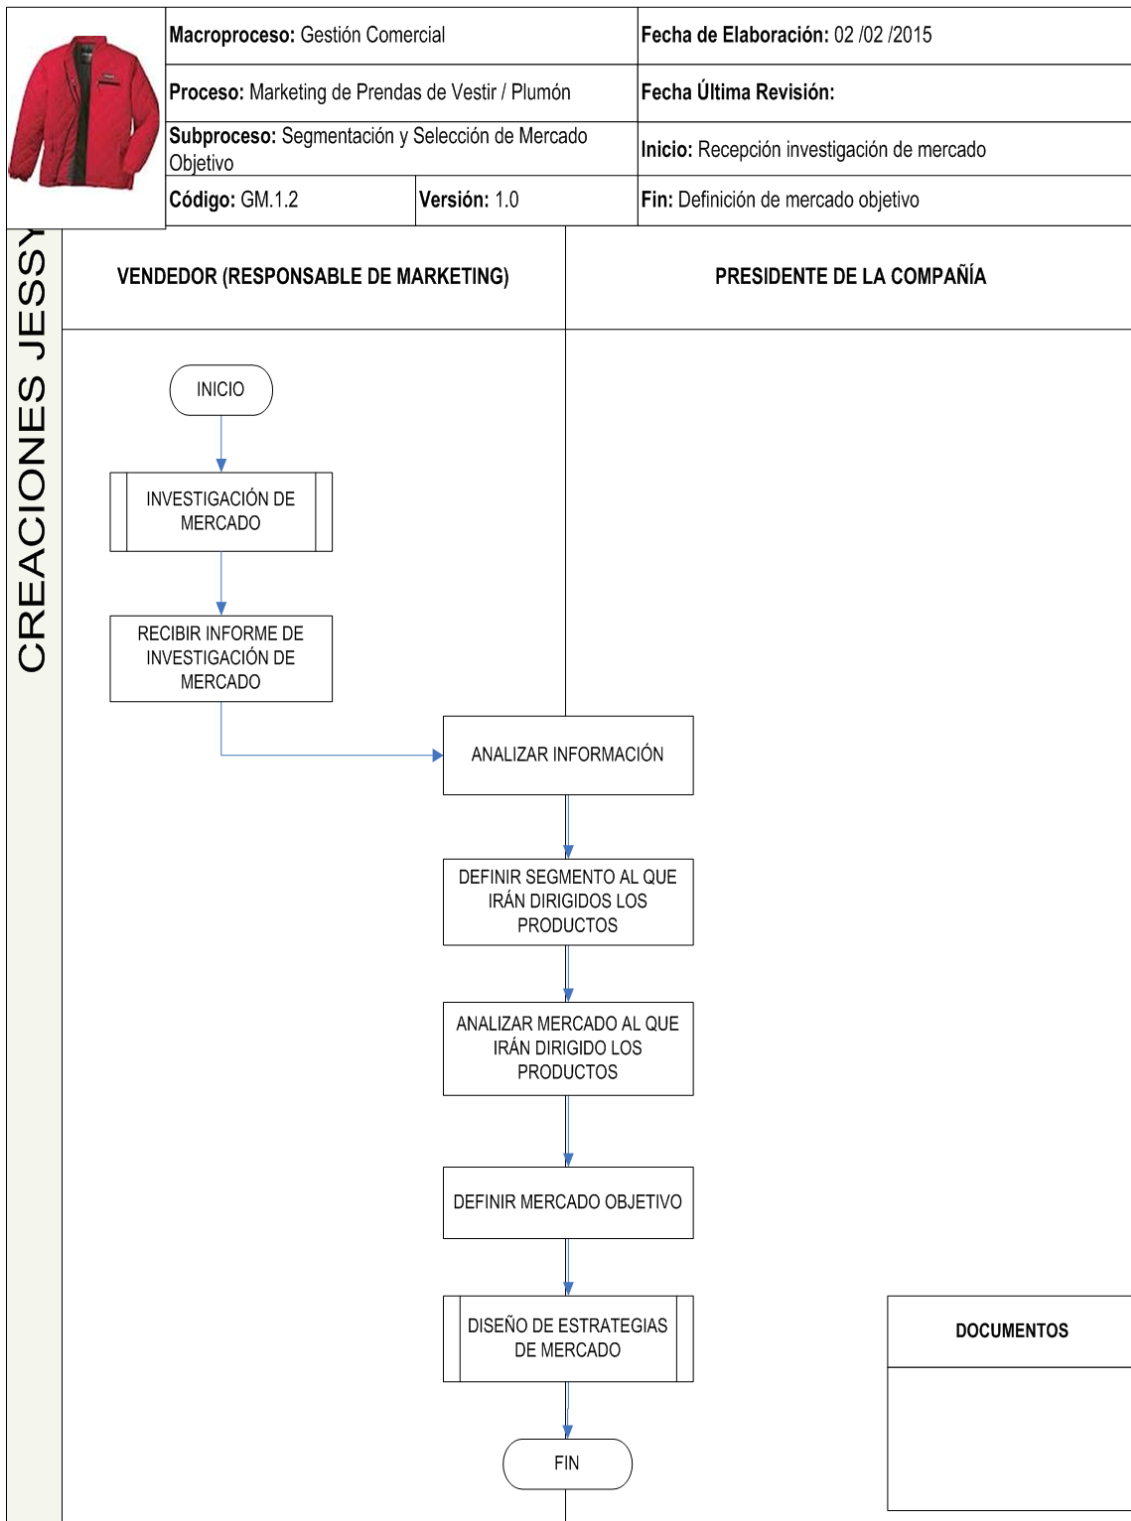 Macroproceso: Gestión Comercial
Fecha de Elaboración: 02 /02 /2015
Proceso: Marketing de Prendas de Vestir / Plumón
Fecha Última Revisión:
Subproceso: Segmentación y Selección de Mercado
Objetivo
Inicio: Recepción investigación de mercado
Código: GM.1.2
Versión: 1.0
Fin: Definición de mercado objetivo
CREACIONES JESSY
VENDEDOR (RESPONSABLE DE MARKETING)
PRESIDENTE DE LA COMPAÑÍA
INICIO
INVESTIGACIÓN DE
MERCADO
RECIBIR INFORME DE
INVESTIGACIÓN DE
MERCADO
ANALIZAR INFORMACIÓN
DEFINIR SEGMENTO AL QUE
IRÁN DIRIGIDOS LOS
PRODUCTOS
ANALIZAR MERCADO AL QUE
IRÁN DIRIGIDO LOS
PRODUCTOS
DEFINIR MERCADO OBJETIVO
DISEÑO DE ESTRATEGIAS
DE MERCADO
FIN
DOCUMENTOS